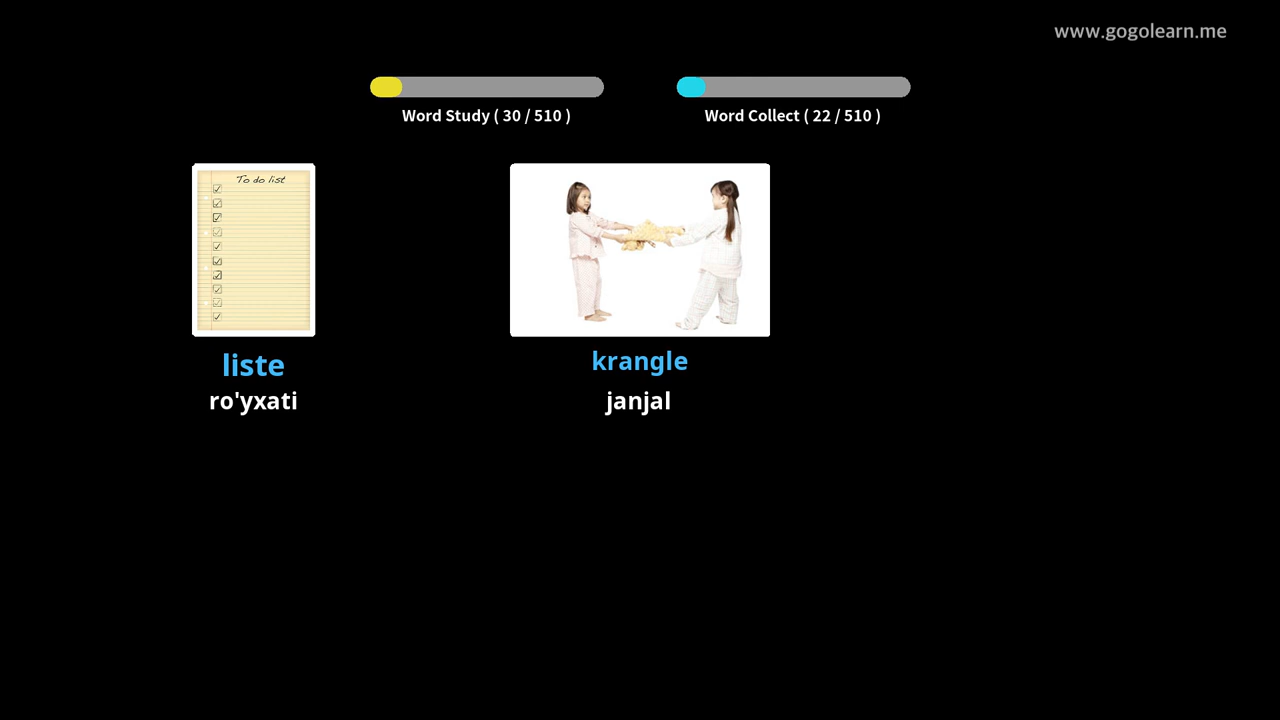 www.gogolearn.me
Word Study ( 30 / 510 )
Word Collect ( 22 / 510 )
To do list
liste
krangle
ro'yxati
janjal